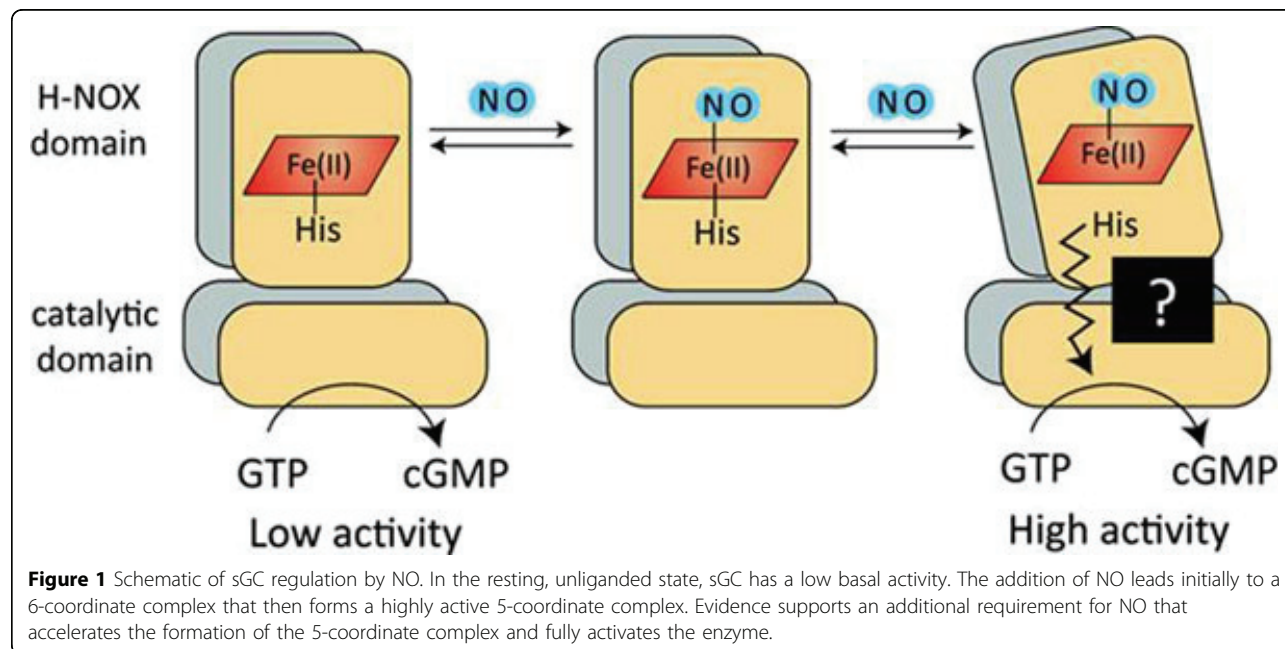 H-NOX
domain
NO
NO
NO
NO
Fe(II)
His
Fe(II)
His
Fe(II)
His
catalytic
domain
?
GTP cGMP
GTP cGMP
Low activity
High activity
Figure 1 Schematic of sGC regulation by NO. In the resting, unliganded state, sGC has a low basal activity. The addition of NO leads initially to a
6-coordinate complex that then forms a highly active 5-coordinate complex. Evidence supports an additional requirement for NO that
accelerates the formation of the 5-coordinate complex and fully activates the enzyme.